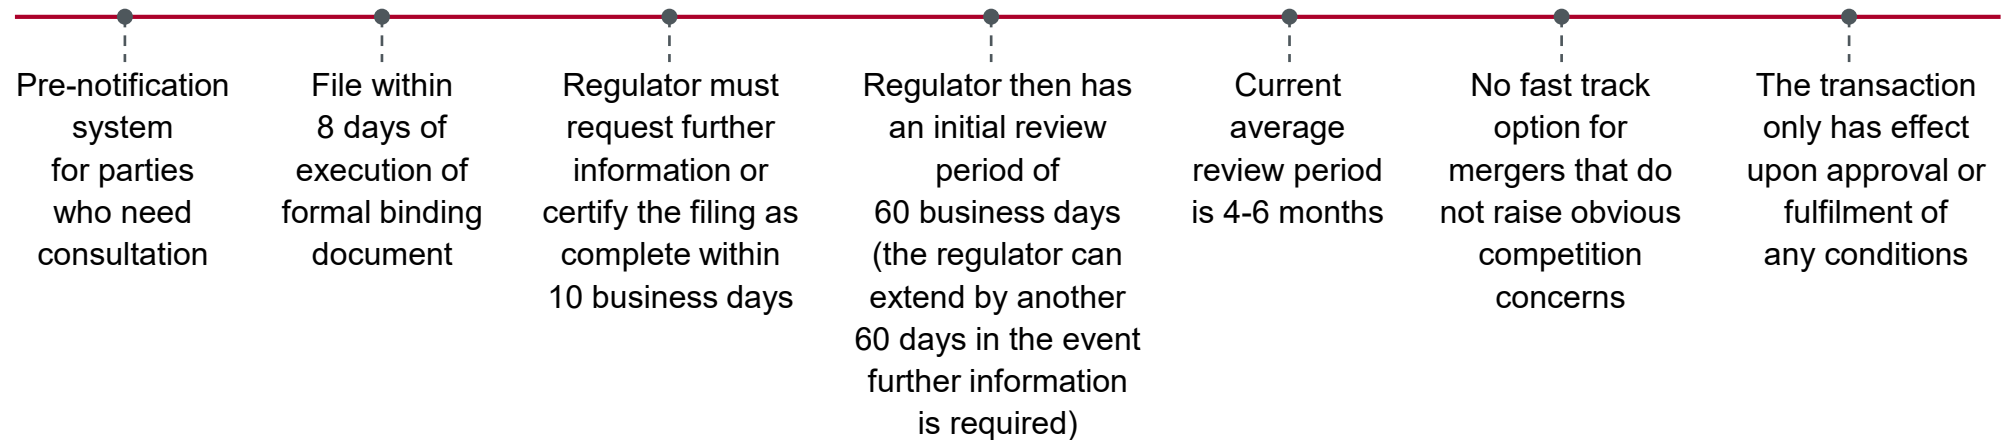 Pre-notification
system
for parties
who need
consultation
File within
8 days of
execution of
formal binding
document
Regulator must
request further
information or
certify the filing as
complete within
10 business days
Regulator then has
an initial review
period of
60 business days
(the regulator can
extend by another
60 days in the event
further information
is required)
Current
average
review period
is 4-6 months
No fast track
option for
mergers that do
not raise obvious
competition
concerns
The transaction
only has effect
upon approval or
fulfilment of
any conditions